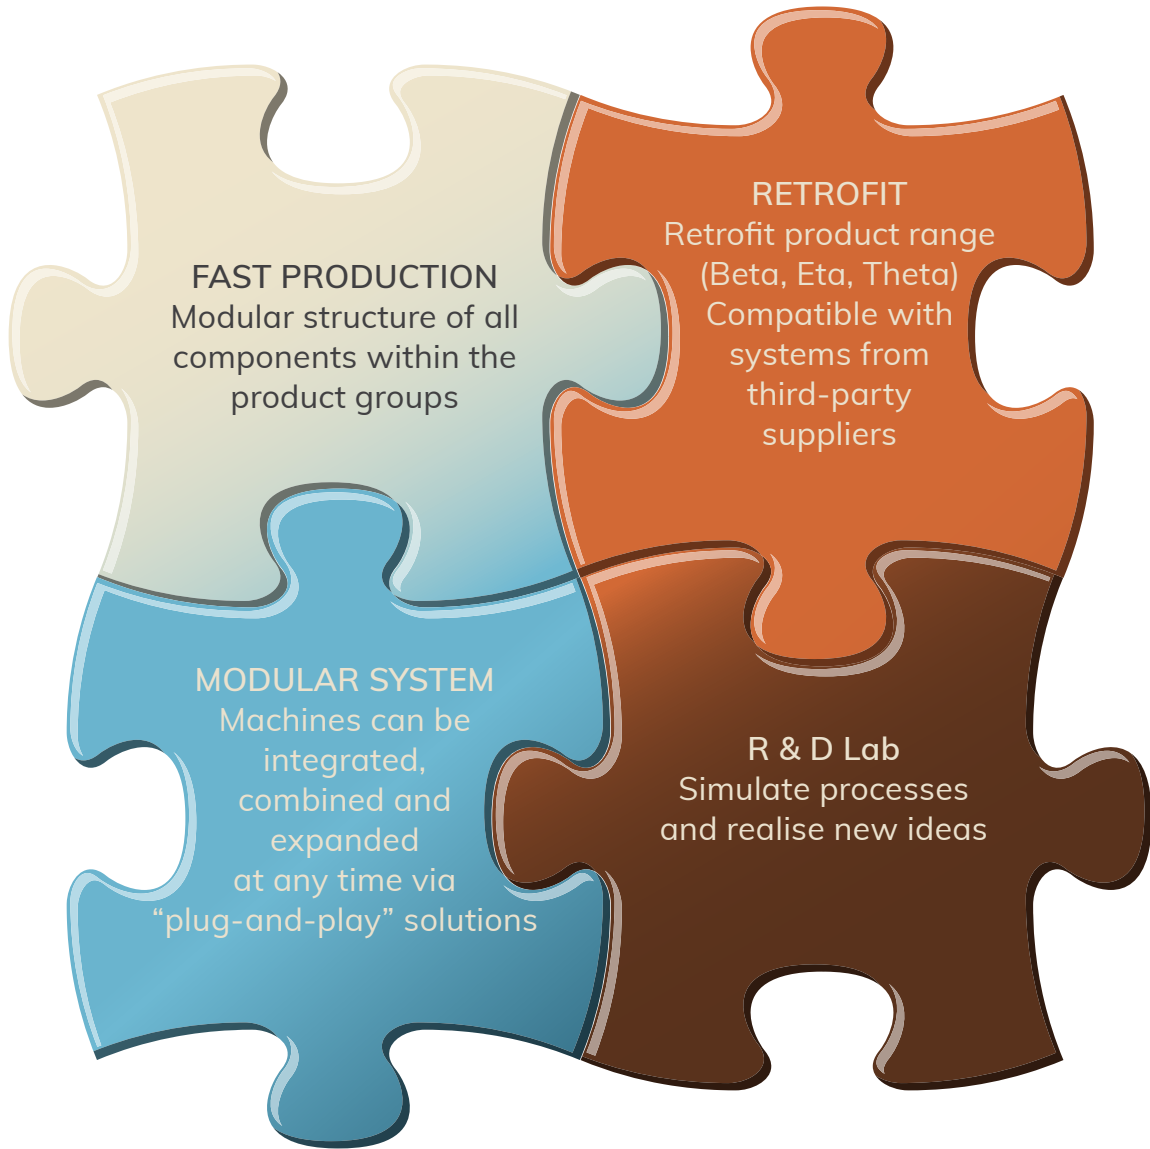 FAST PRODUCTION
Modular structure of all
components within the
product groups
RETROFIT
Retrofit product range
(Beta, Eta, Theta)
Compatible with
systems from
third-party
suppliers
MODULAR SYSTEM
Machines can be
integrated,
combined and
expanded
at any time via
“plug-and-play” solutions
R & D Lab
Simulate processes
and realise new ideas